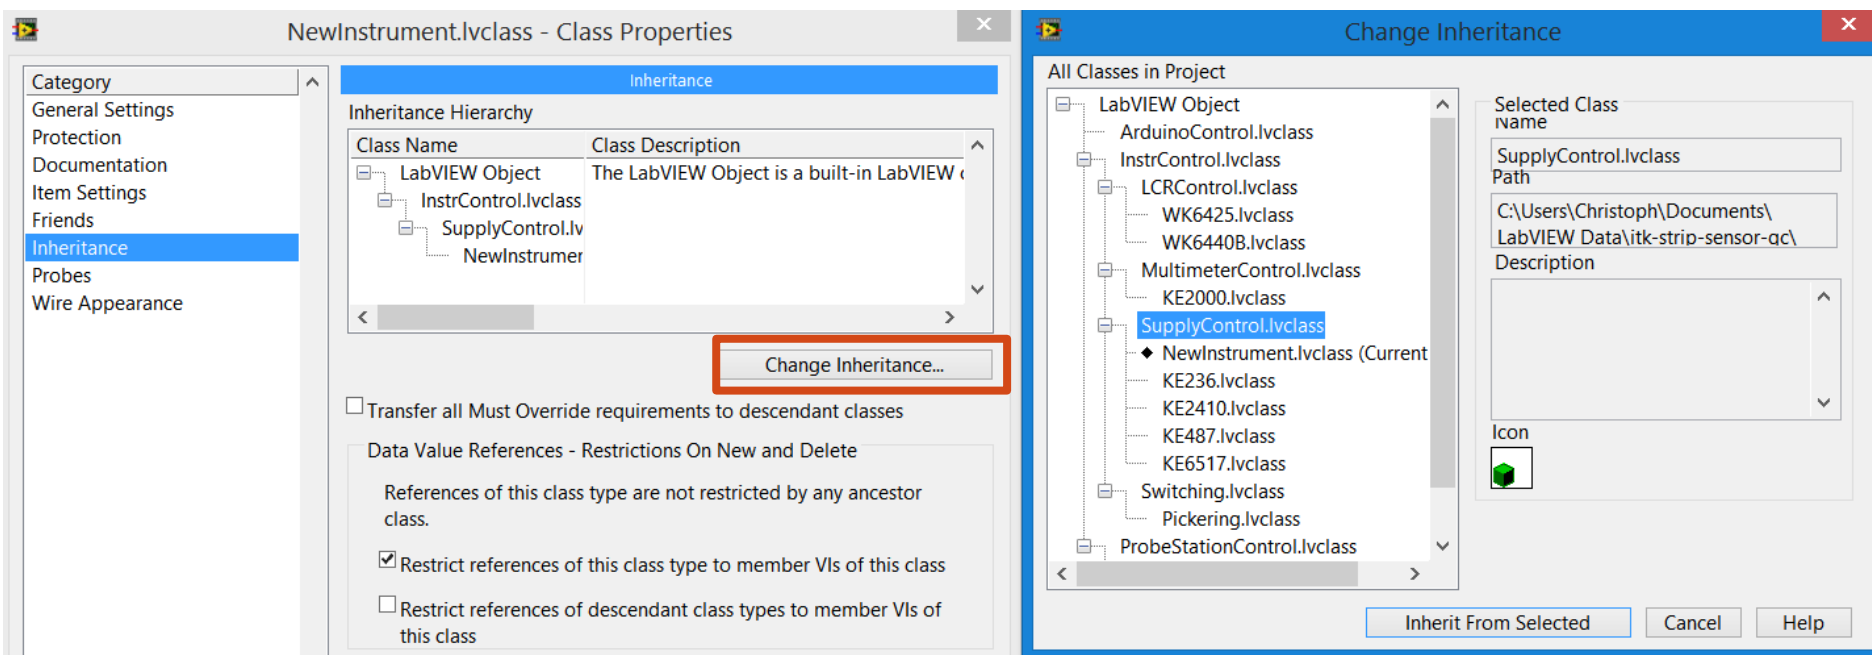 NewInstrument.lvclass - Class Properties
Category
General Settings
Protection
Documentation
Item Settings
Friends
Inheritance
Probes
Wire Appearance
Inheritance
Inheritance Hierarchy
Class Name Class Description
LabVIEW Object The LabVIEW Object is a built-in LabVIEW
InstrControl.lvclass
SupplyControl.lv
NewInstrumer
Change Inheritance...
Transfer all Must Override requirements to descendant classes
Data Value References - Restrictions On New and Delete
References of this class type are not restricted by any ancestor
class.
Restrict references of this class type to member VIs of this class
Restrict references of descendant class types to member VIs of
this class
Change Inheritance
All Classes in Project
LabVIEW Object
ArduinoControl.lvclass
InstrControl.lvclass
LCRControl.lvclass
WK6425.lvclass
WK6440B.lvclass
MultimeterControl.lvclass
KE2000.lvclass
SupplyControl.lvclass
NewInstrument.lvclass (Current
KE236.lvclass
KE2410.lvclass
KE487.lvclass
KE6517.lvclass
Switching.lvclass
Pickering.lvclass
ProbeStationControl.lvclass
Selected Class
Name
SupplyControl.lvclass
Path
C:\Users\Christoph\Documents\
LabVIEW Data\itk-strip-sensor-qc\
Description
Icon
Inherit From Selected
Cancel
Help